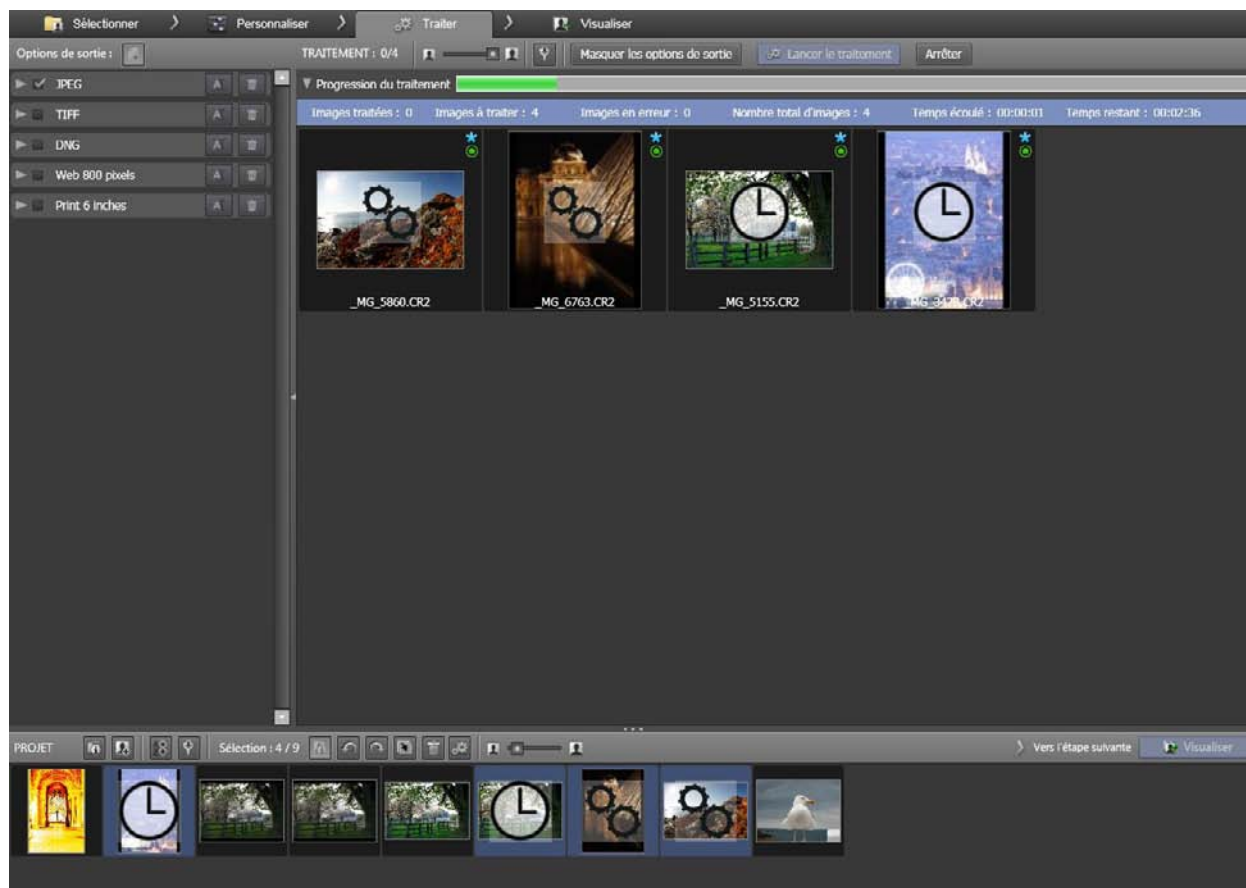 Sélectionner Personnaliser Traiter Visualiser
Options de sortie : TRAITEMENT : 0/4 Masquer les options de sortie Lancer le traitement Arrêter
JPEG A
Progression du traitement
TIFF A
Images traitées : 0 Images à traiter : 4 Images en erreur : 0 Nombre total d'images : 4 Temps écoulé : 00:00:01 Temps restant : 00:02:36
DNG A
Web 800 pixels A
Print 6 inches A
_MG_5860.CR2 _MG_6763.CR2 _MG_5155.CR2
PROJET Sélection : 4 / 9 Vers l'étape suivante Visualiser